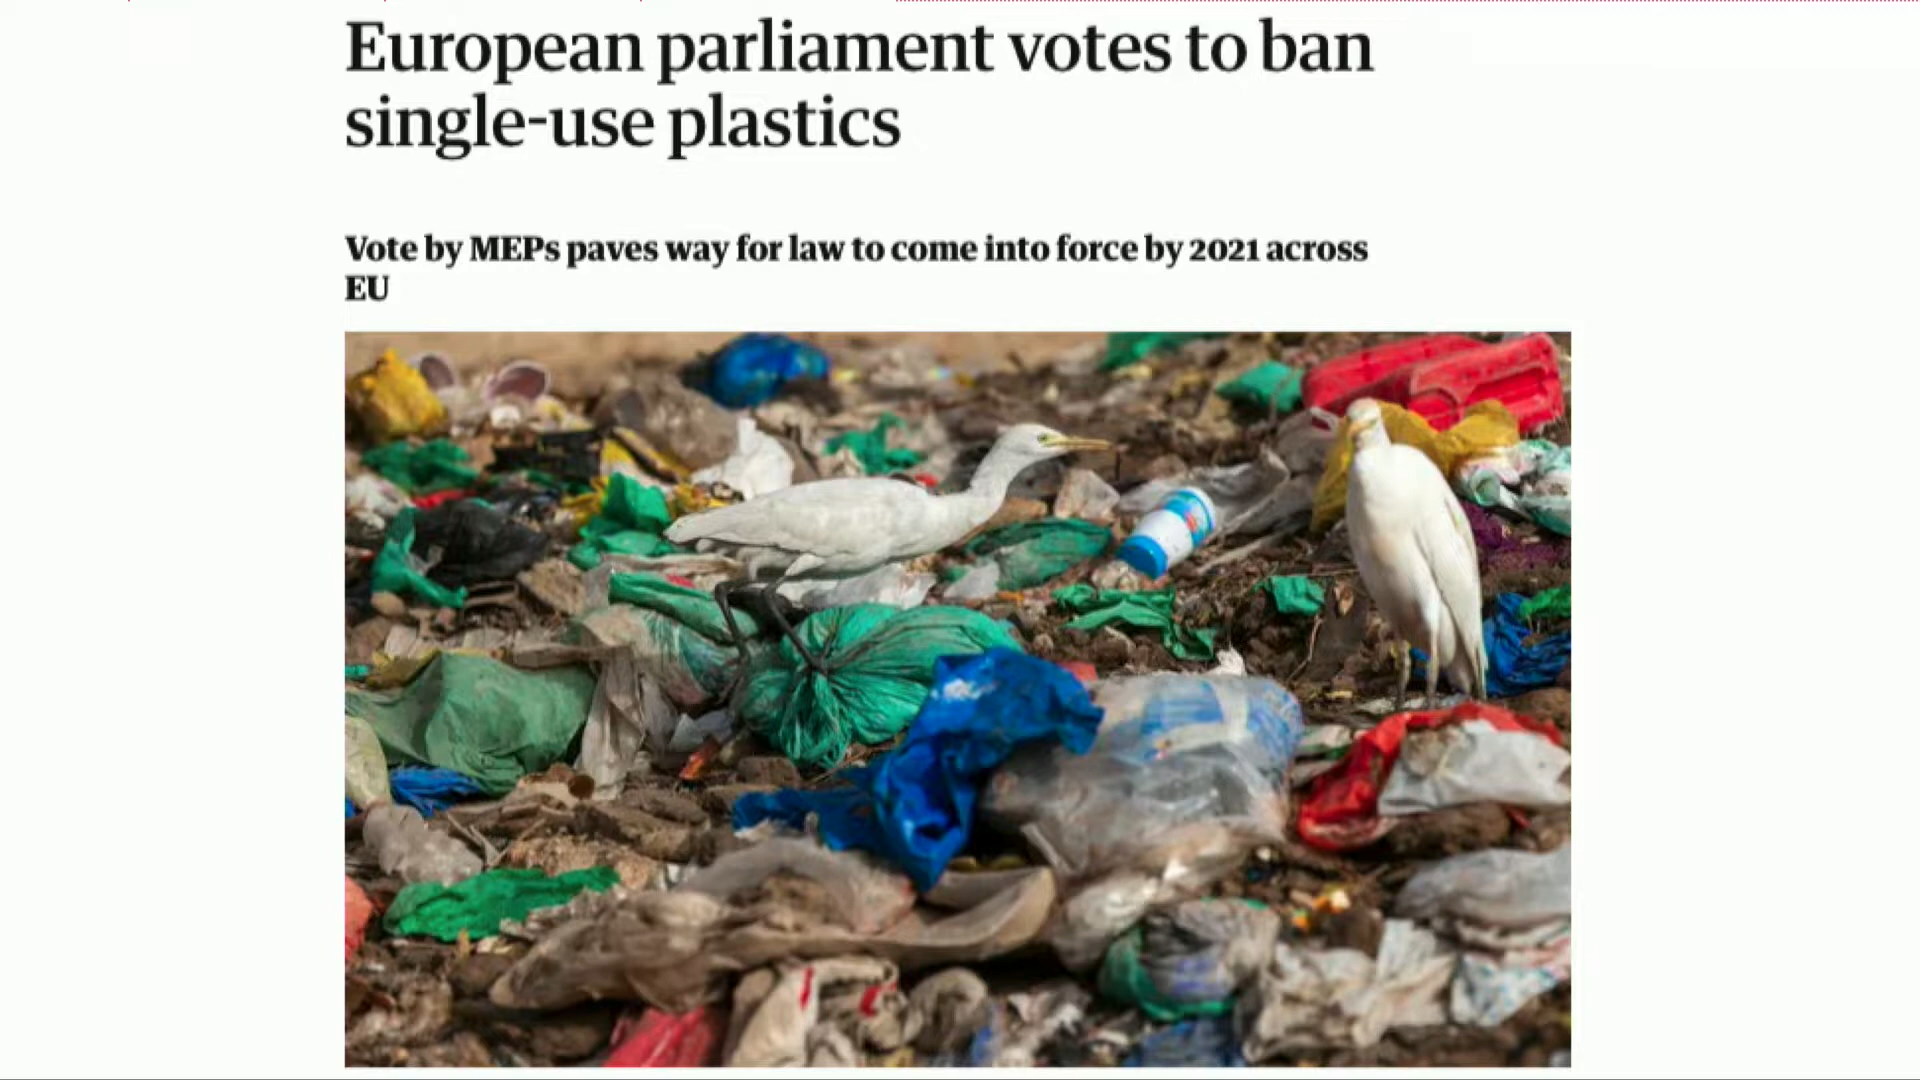 European parliament votes to ban
single-use plastics
Vote by MEPs paves way for law to come into force by 2021 across
EU